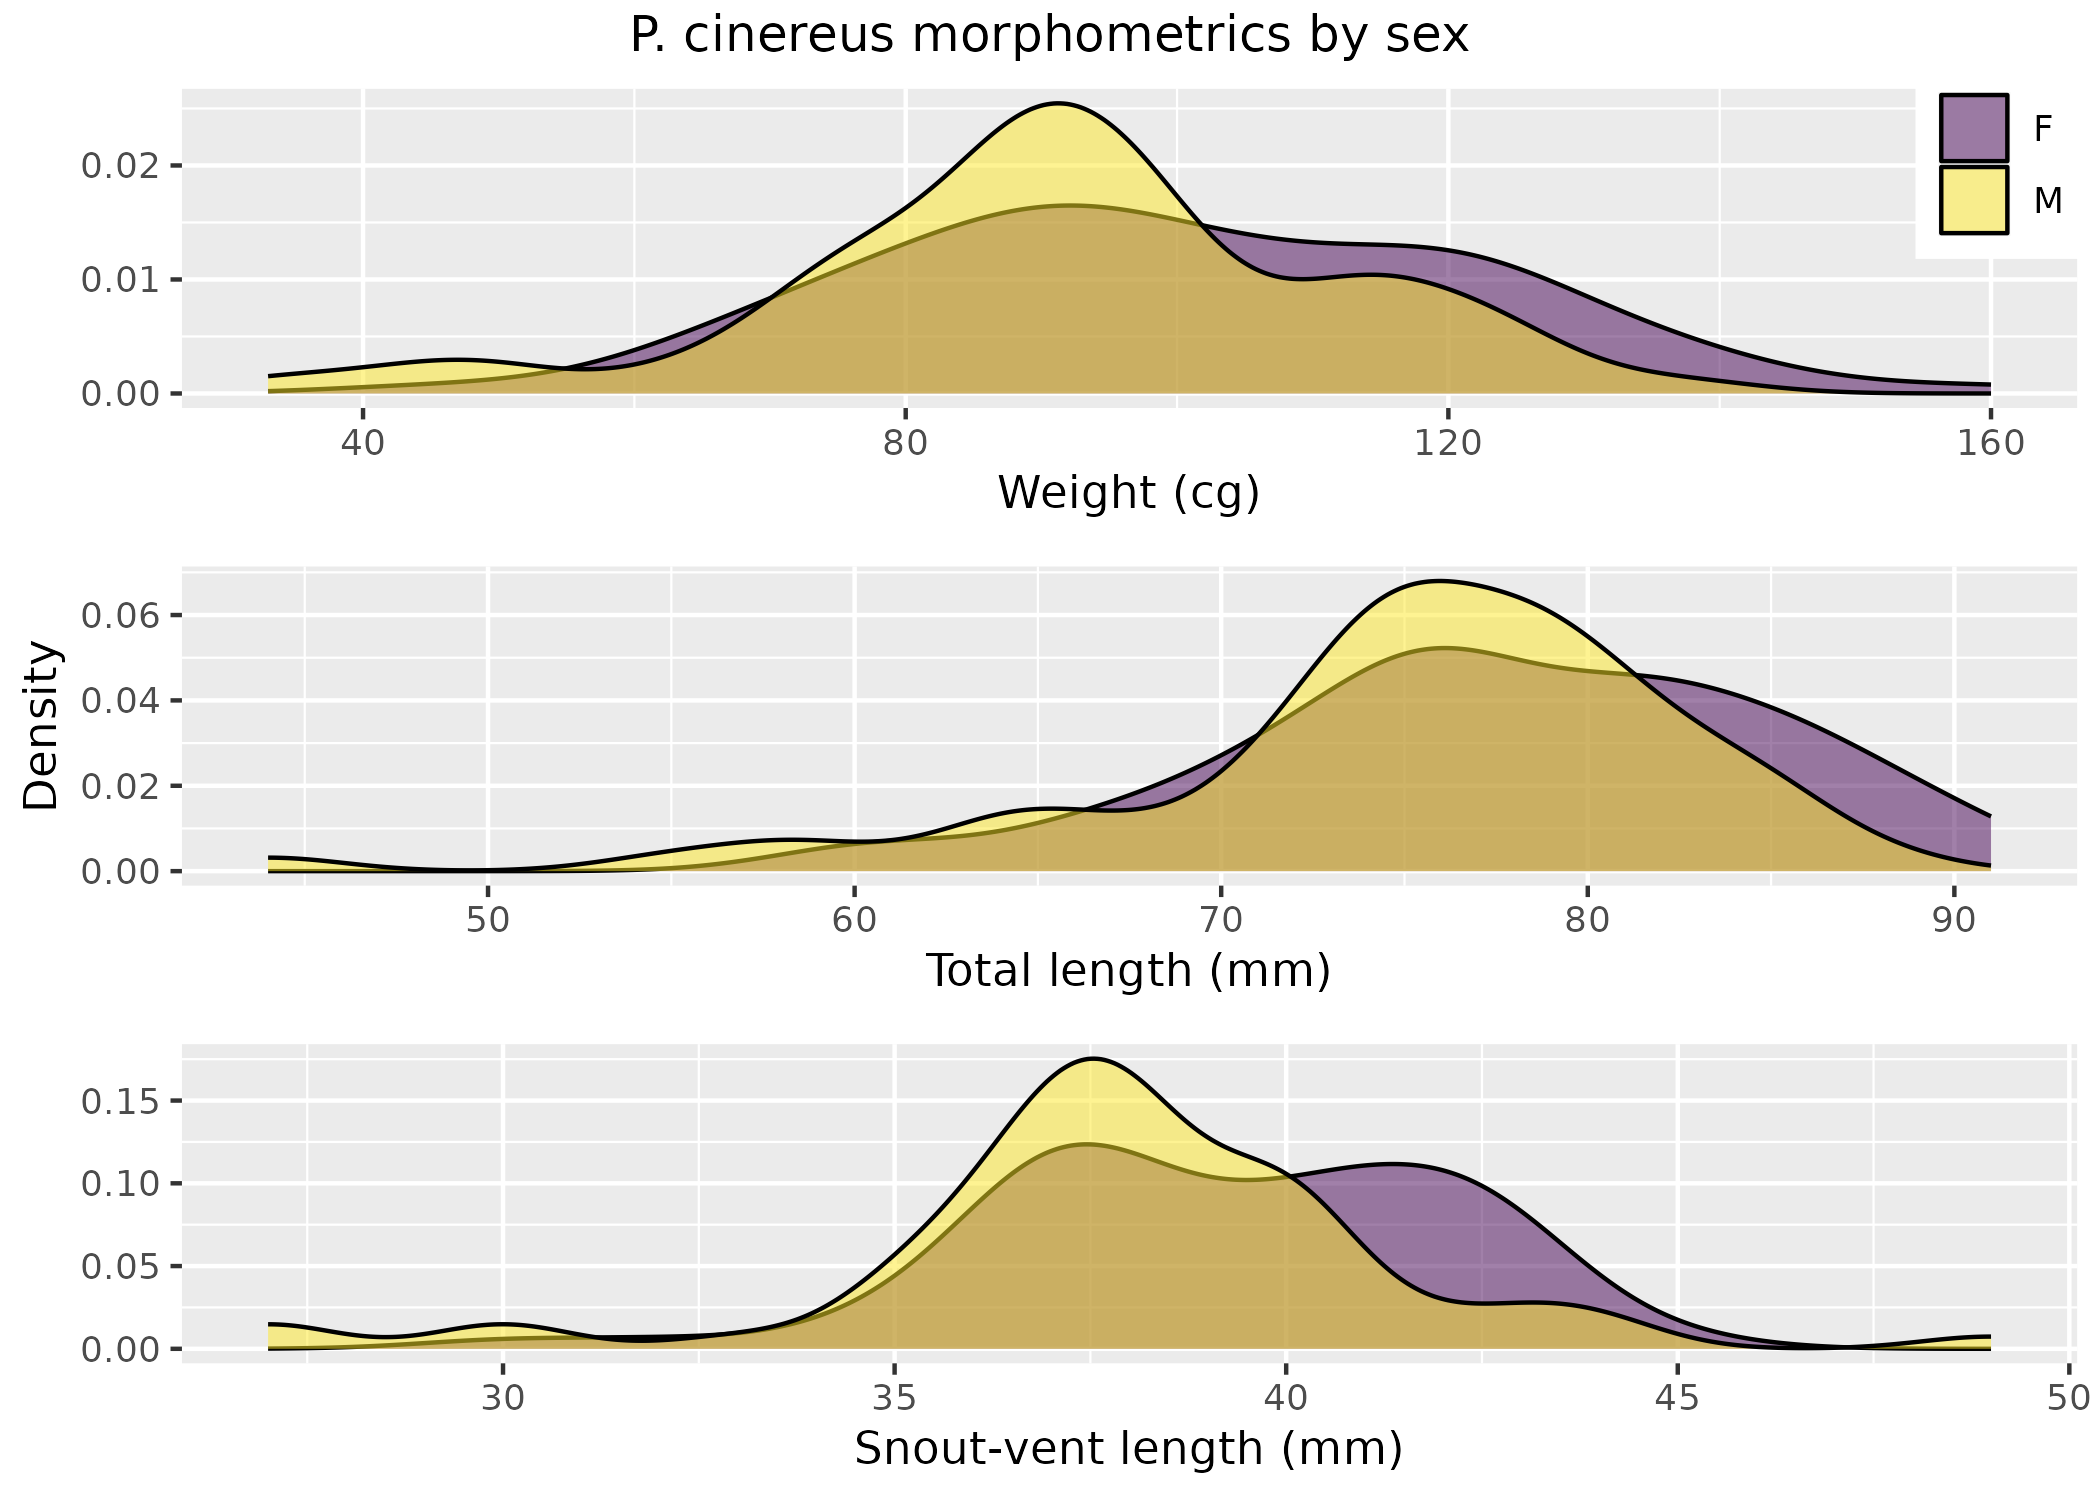 P. cinereus morphometrics by sex
F
M
0.02
0.01
0.00
40 80 120 160
Weight (cg)
Density
0.06
0.04
0.02
0.00
50 60 70 80 90
Total length (mm)
0.15
0.10
0.05
0.00
30 35 40 45 50
Snout-vent length (mm)